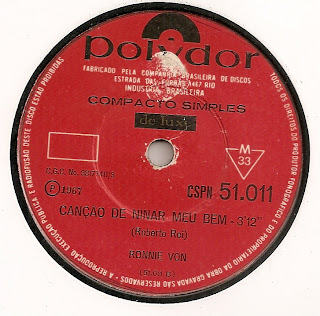 polydor
FABRICADO PELA COMPANHIA BRASILEIRA DE DISCOS
ESTRADA DAS FURNAS 1467 RIO
INDÚSTRIA BRASILEIRA
COMPACTO SIMPLES
de luxe
M
33
CSPN-51.011
P 1967
CANÇÃO DE NINAR MEU BEM - 3'12"
(Roberto Rei)
RONNIE VON
TODOS OS DIREITOS DO PRODUTOR FONOGRÁFICO E DO PROPRIETÁRIO DA OBRA GRAVADA SÃO RESERVADOS · A REPRODUÇÃO, EXECUÇÃO PÚBLICA E RADIODIFUSÃO DESTE DISCO ESTÃO PROIBIDAS